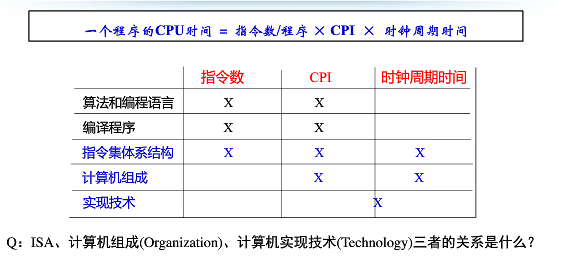 一个程序的CPU时间 = 指令数/程序 × CPI × 时钟周期时间
指令数 CPI 时钟周期时间
算法和编程语言 X X
编译程序 X X
指令集体系结构 X X X
计算机组成 X X
实现技术 X
Q：ISA、计算机组成(Organization)、计算机实现技术(Technology)三者的关系是什么？